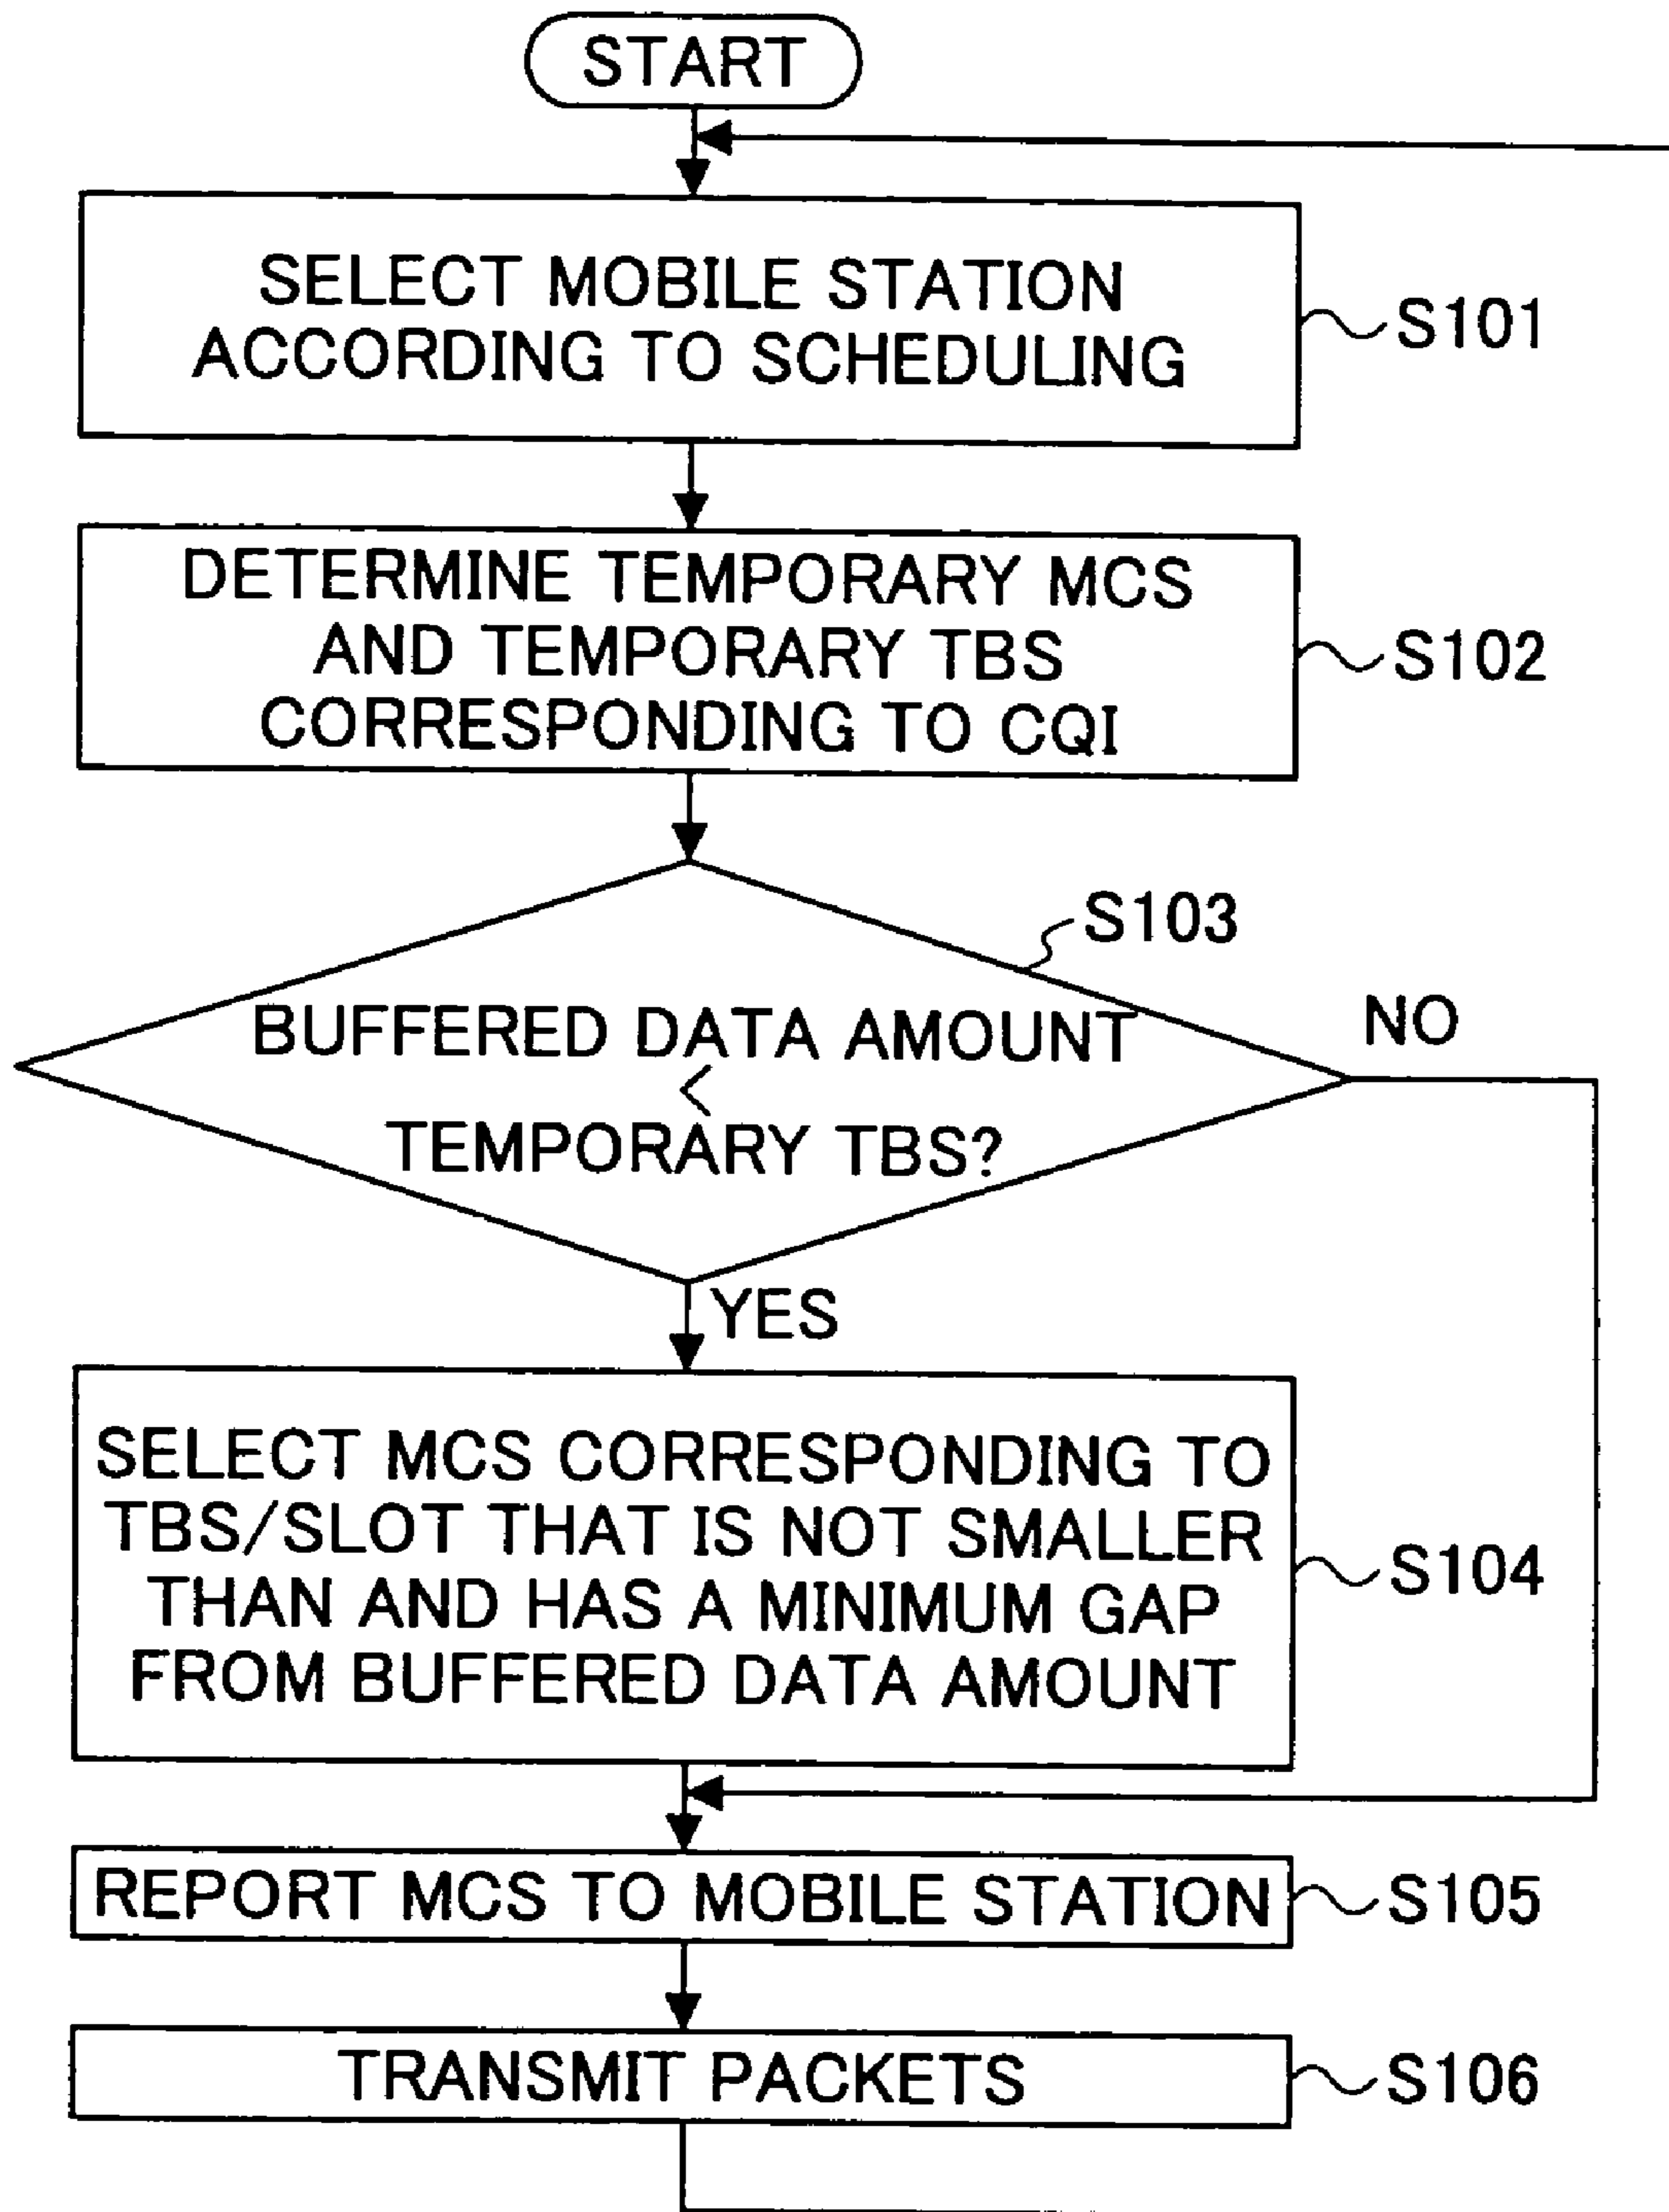 START
SELECT MOBILE STATION
ACCORDING TO SCHEDULING
S101
DETERMINE TEMPORARY MCS
AND TEMPORARY TBS
CORRESPONDING TO CQI
S102
S103
BUFFERED DATA AMOUNT
<
TEMPORARY TBS?
NO
YES
SELECT MCS CORRESPONDING TO
TBS/SLOT THAT IS NOT SMALLER
THAN AND HAS A MINIMUM GAP
FROM BUFFERED DATA AMOUNT
S104
REPORT MCS TO MOBILE STATION
S105
TRANSMIT PACKETS
S106